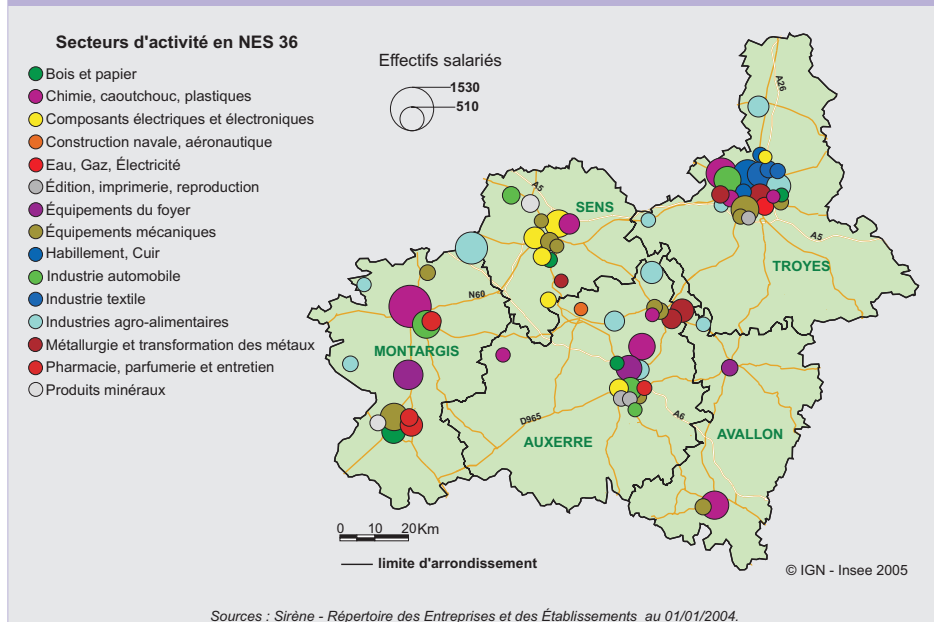 Secteurs d'activité en NES 36
Bois et papier
Chimie, caoutchouc, plastiques
Composants électriques et électroniques
Construction navale, aéronautique
Eau, Gaz, Électricité
Édition, imprimerie, reproduction
Équipements du foyer
Équipements mécaniques
Habillement, Cuir
Industrie automobile
Industrie textile
Industries agro-alimentaires
Métallurgie et transformation des métaux
Pharmacie, parfumerie et entretien
Produits minéraux
Effectifs salariés
1530
510
A26
A5
SENS
A5
TROYES
N60
MONTARGIS
D965
A6
AUXERRE
AVALLON
0 10 20Km
limite d'arrondissement
© IGN - Insee 2005
Sources : Sirène - Répertoire des Entreprises et des Établissements au 01/01/2004.